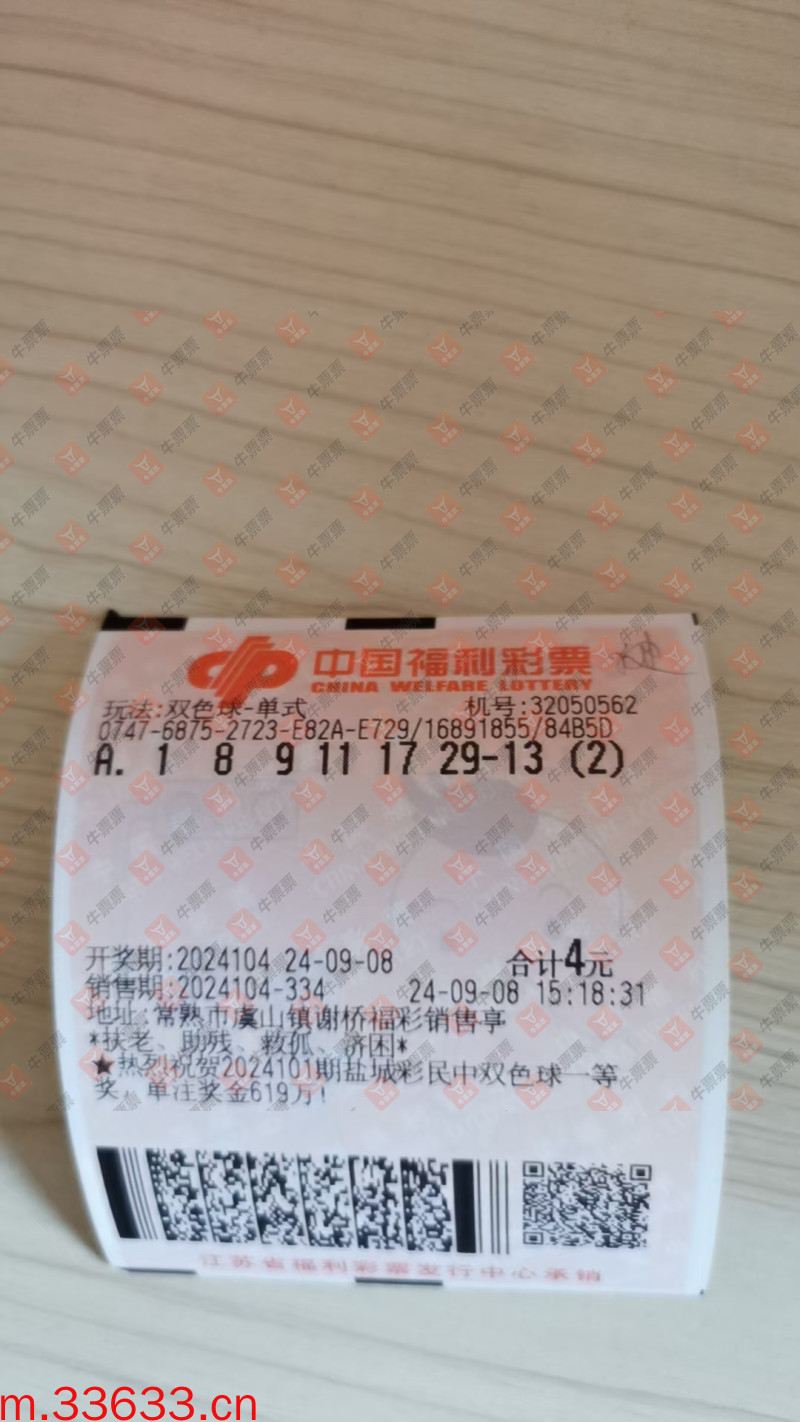 中国福利彩票
CHINA WELFARE LOTTERY
玩法:双色球-单式 机号:32050562
0747-6875-2723-E82A-E729/16891855/84B5D
A. 1 8 9 11 17 29-13 (2)
开奖期:2024104 24-09-08 合计4元
销售期:2024104-334 24-09-08 15:18:31
地址:常熟市虞山镇谢桥福彩销售亭
*扶老、助残、救孤、济困*
★热烈祝贺2024101期盐城彩民中双色球一等
奖，单注奖金619万!
江苏省福利彩票发行中心承销
牛票票
m.33633.cn